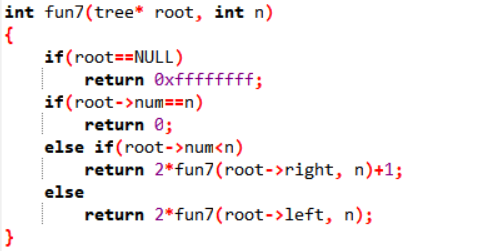 int fun7(tree* root, int n)
{
    if(root==NULL)
        return 0xffffffff;
    if(root->num==n)
        return 0;
    else if(root->num<n)
        return 2*fun7(root->right, n)+1;
    else
        return 2*fun7(root->left, n);
}